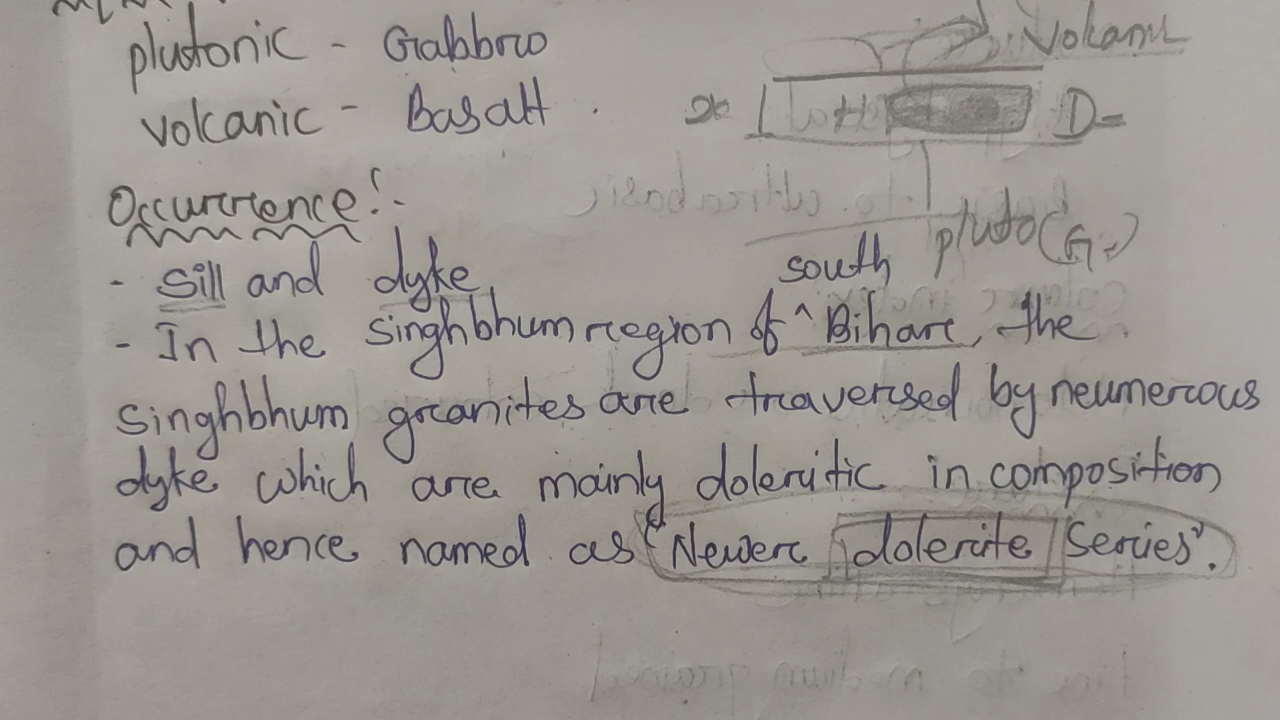 plutonic - Gabbro
volcanic - Basalt .
Volcanic
D-
pluto (G.)
Occurrence:-
- Sill and dyke
- In the Singhbhum region of ^ south Bihar, the
Singhbhum granites are traversed by neumerous
dyke which are mainly doleritic in composition
and hence named as "Newer dolerite Series".